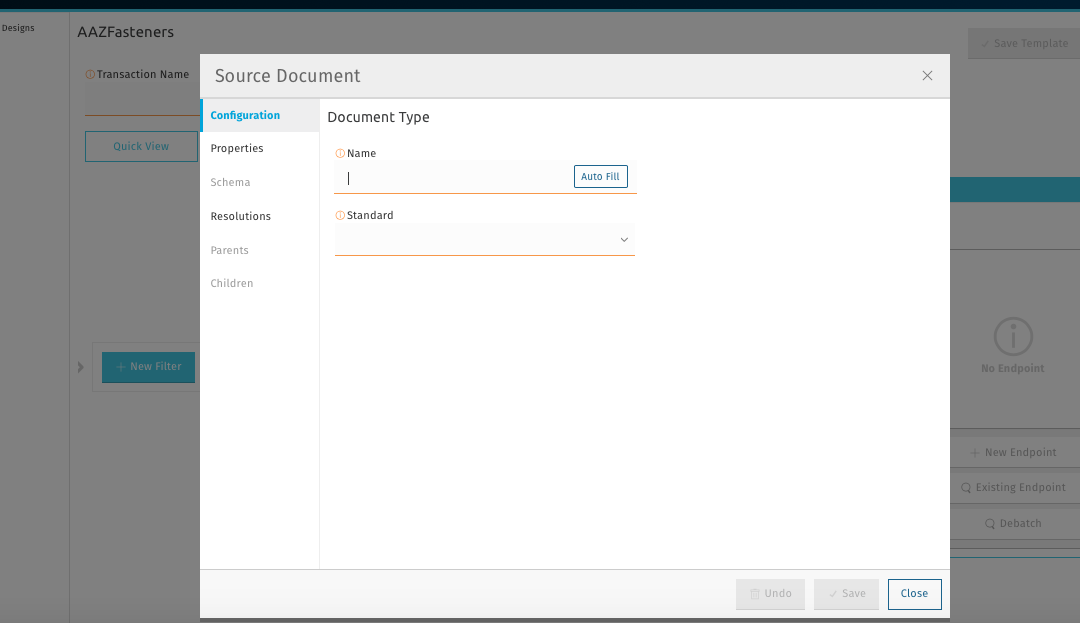 Designs
AAZFasteners
Save Template
Transaction Name
Quick View
New Filter
Source Document
Configuration
Properties
Schema
Resolutions
Parents
Children
Document Type
Name
Auto Fill
Standard
No Endpoint
New Endpoint
Existing Endpoint
Debatch
Undo
Save
Close